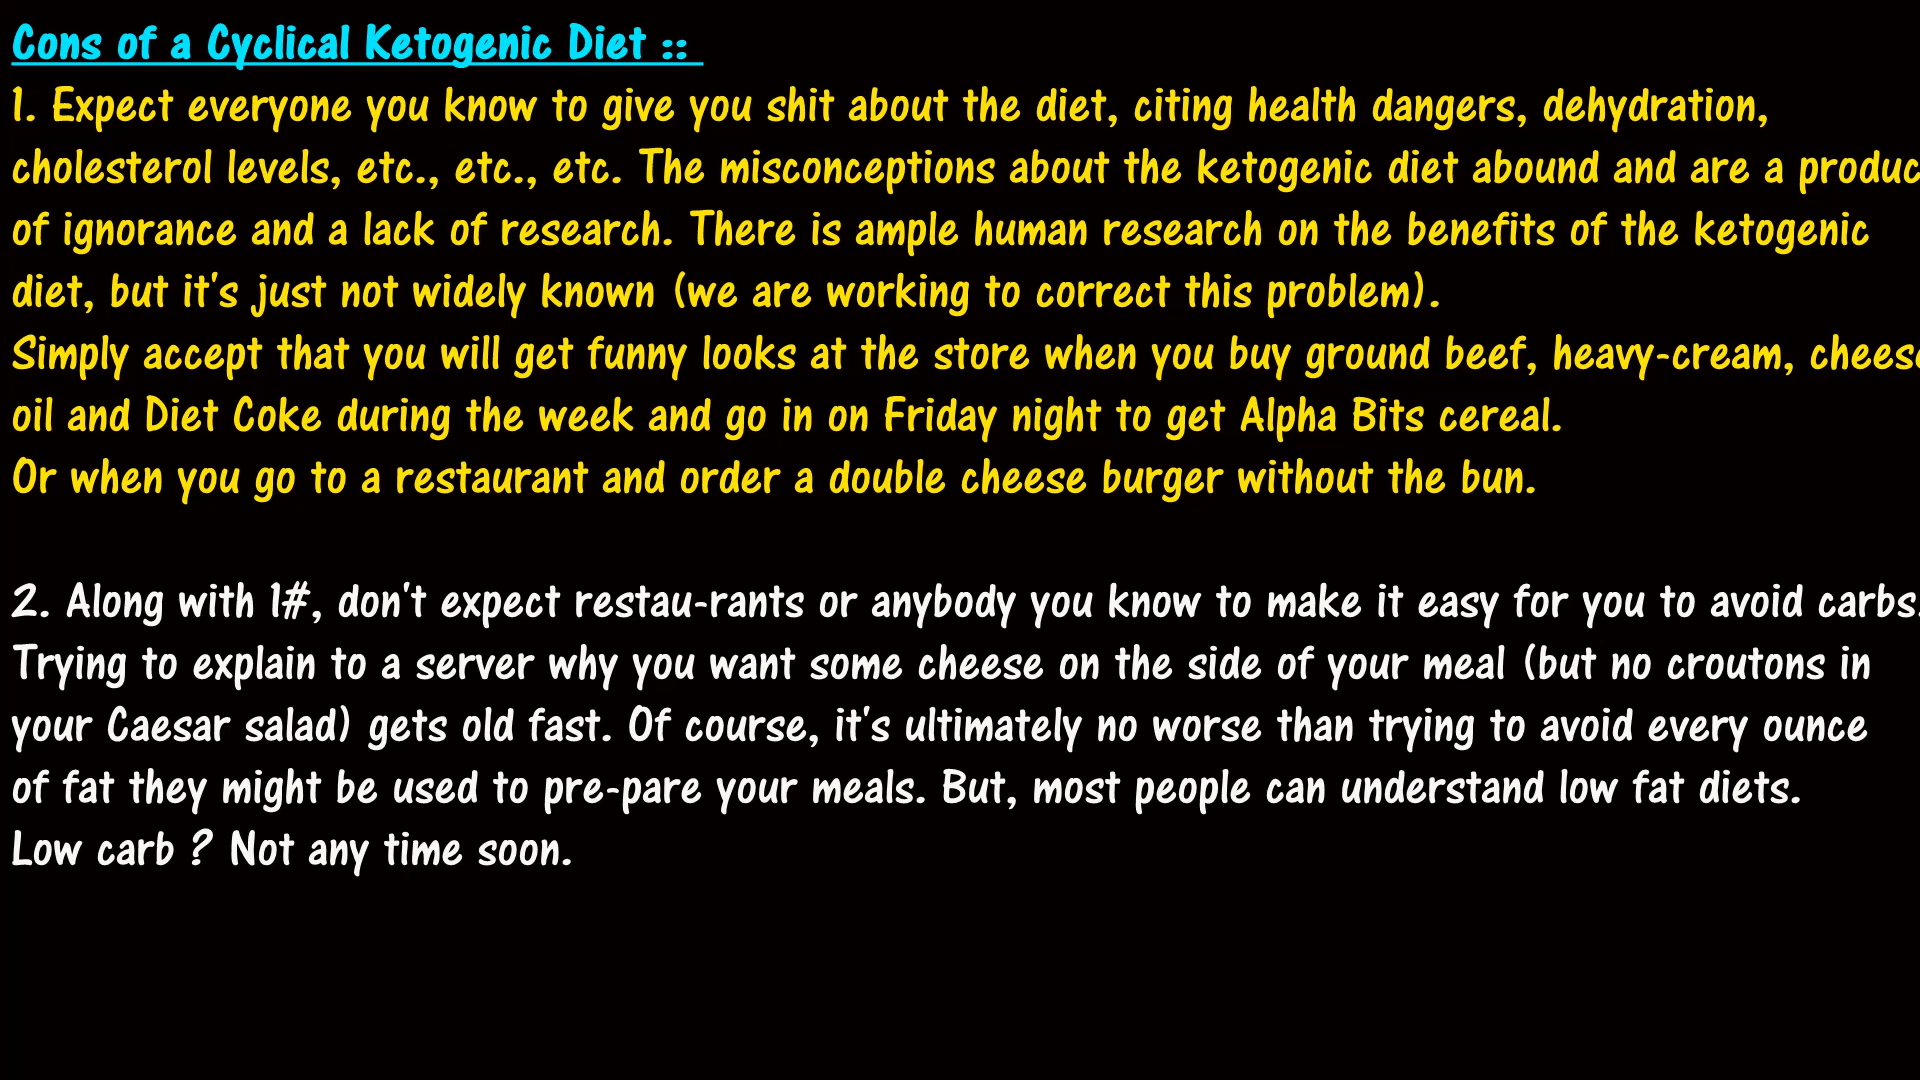 Cons of a Cyclical Ketogenic Diet ::
1. Expect everyone you know to give you shit about the diet, citing health dangers, dehydration,
cholesterol levels, etc., etc., etc. The misconceptions about the ketogenic diet abound and are a produc
of ignorance and a lack of research. There is ample human research on the benefits of the ketogenic
diet, but it's just not widely known (we are working to correct this problem).
Simply accept that you will get funny looks at the store when you buy ground beef, heavy-cream, cheese
oil and Diet Coke during the week and go in on Friday night to get Alpha Bits cereal.
Or when you go to a restaurant and order a double cheese burger without the bun.
2. Along with 1#, don't expect restau-rants or anybody you know to make it easy for you to avoid carbs.
Trying to explain to a server why you want some cheese on the side of your meal (but no croutons in
your Caesar salad) gets old fast. Of course, it's ultimately no worse than trying to avoid every ounce
of fat they might be used to pre-pare your meals. But, most people can understand low fat diets.
Low carb ? Not any time soon.